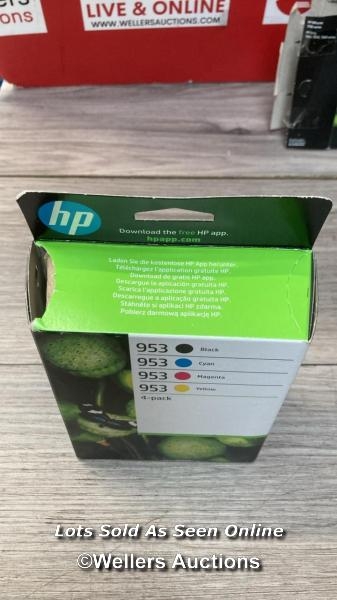 LIVE & ONLINE
WWW.WELLERSAUCTIONS.COM
ons
hp
Download the free HP app.
hpapp.com
Laden Sie die kostenlose HP App herunter.
Téléchargez l'application gratuite HP.
Download de gratis HP app.
Descargue la aplicación gratuita HP.
Scarica l'applicazione gratuita HP.
Descarregue a aplicação gratuita HP.
Stáhněte si aplikaci HP zdarma.
Pobierz darmową aplikację HP.
953 Black
953 Cyan
953 Magenta
953 Yellow
4-pack
Lots Sold As Seen Online
©Wellers Auctions